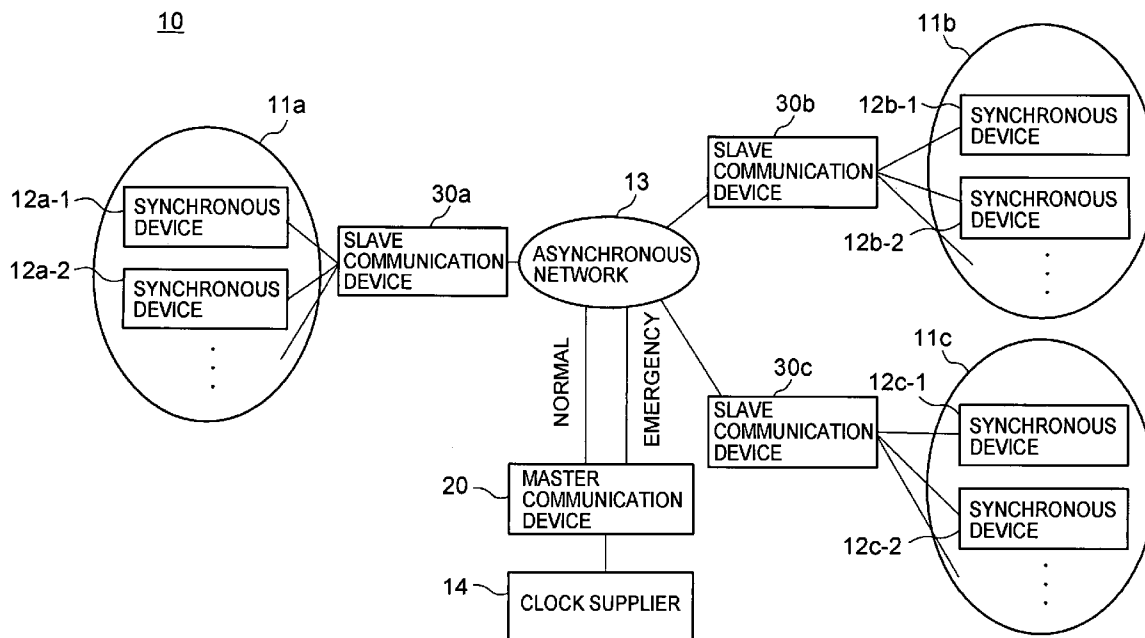 10
11a
12a-1
SYNCHRONOUS
DEVICE
12a-2
SYNCHRONOUS
DEVICE
30a
SLAVE
COMMUNICATION
DEVICE
13
ASYNCHRONOUS
NETWORK
NORMAL
EMERGENCY
20
MASTER
COMMUNICATION
DEVICE
14
CLOCK SUPPLIER
30b
SLAVE
COMMUNICATION
DEVICE
11b
12b-1
SYNCHRONOUS
DEVICE
SYNCHRONOUS
DEVICE
12b-2
30c
SLAVE
COMMUNICATION
DEVICE
11c
12c-1
SYNCHRONOUS
DEVICE
SYNCHRONOUS
DEVICE
12c-2